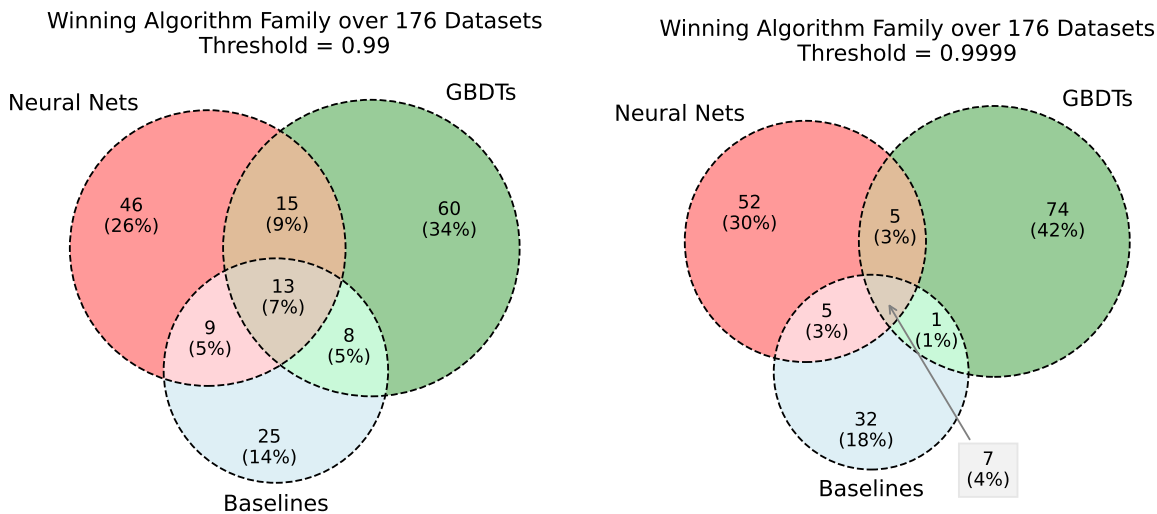 Winning Algorithm Family over 176 Datasets
Threshold = 0.99
Neural Nets
GBDTs
46
(26%)
15
(9%)
60
(34%)
13
(7%)
9
(5%)
8
(5%)
25
(14%)
Baselines
Winning Algorithm Family over 176 Datasets
Threshold = 0.9999
Neural Nets
GBDTs
52
(30%)
5
(3%)
74
(42%)
5
(3%)
1
(1%)
32
(18%)
7
(4%)
Baselines